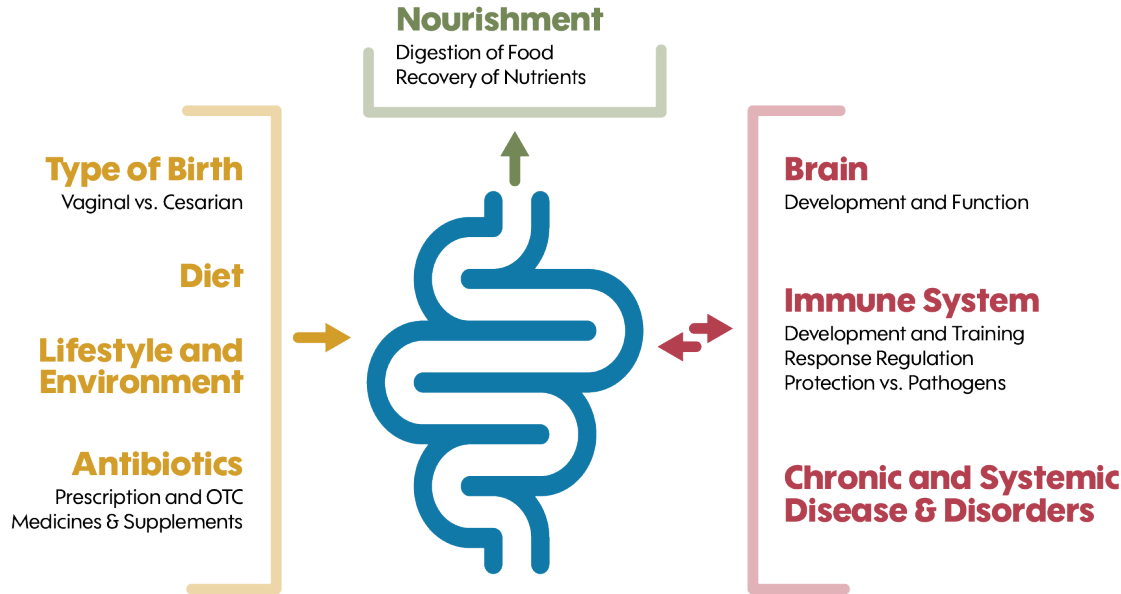 Nourishment
Digestion of Food
Recovery of Nutrients
Type of Birth
Vaginal vs. Cesarian
Diet
Lifestyle and
Environment
Antibiotics
Prescription and OTC
Medicines & Supplements
Brain
Development and Function
Immune System
Development and Training
Response Regulation
Protection vs. Pathogens
Chronic and Systemic
Disease & Disorders